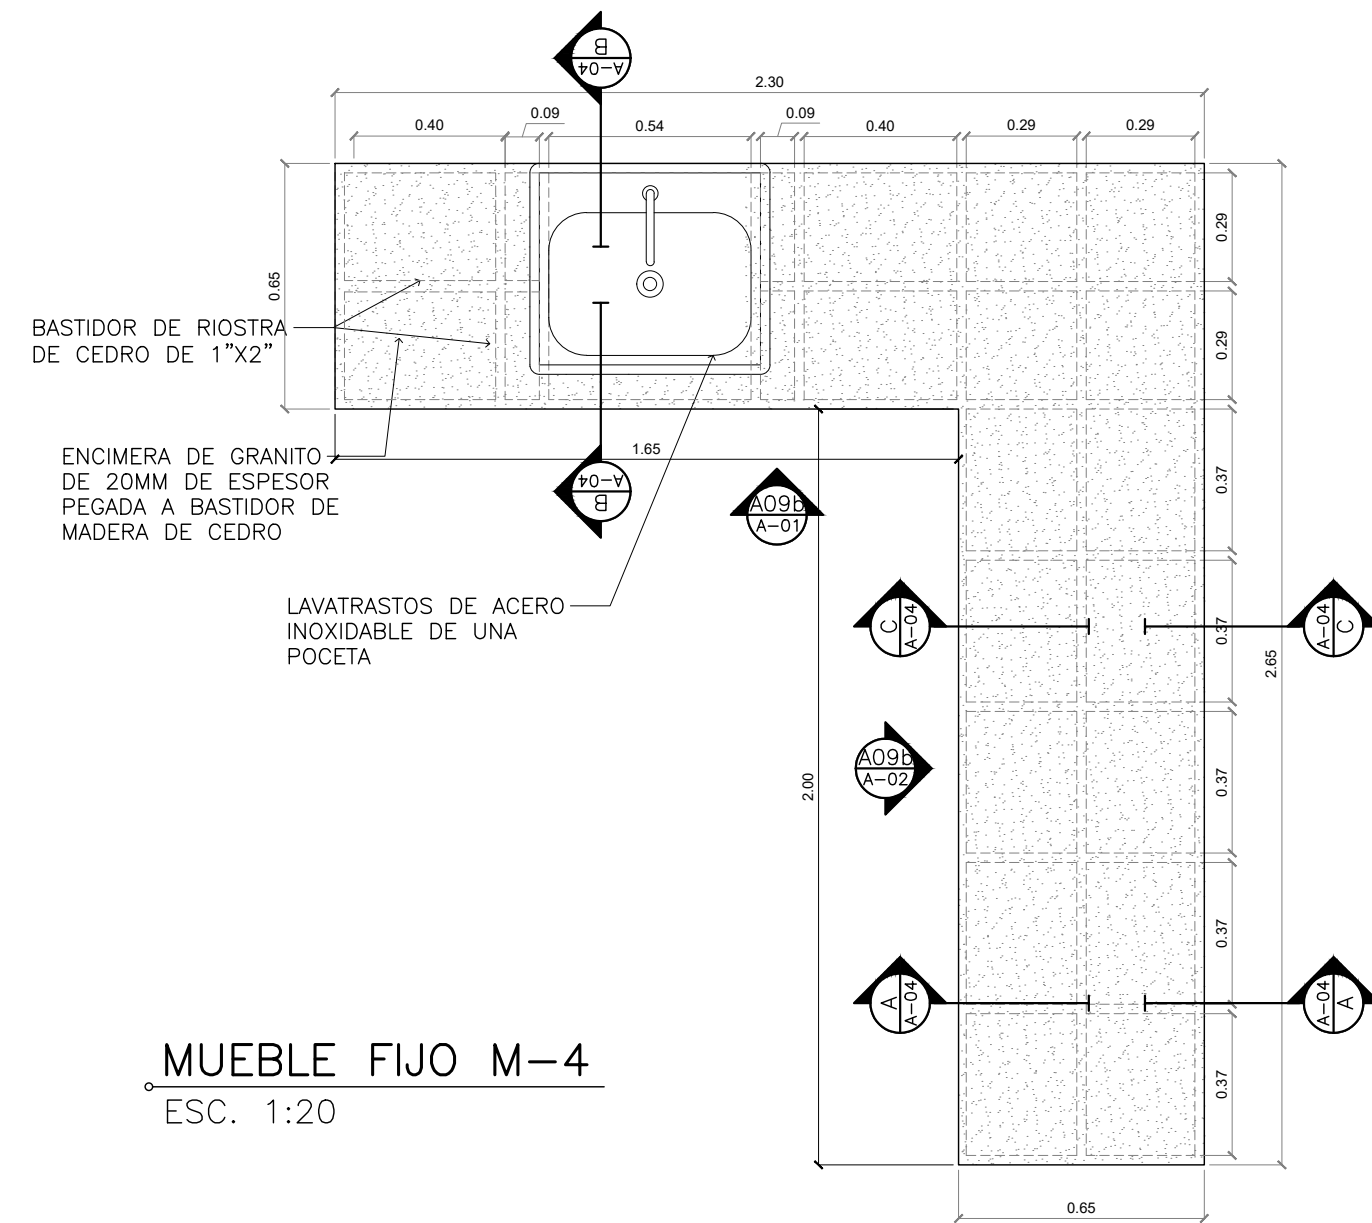 B
A-04
2.30
0.40
0.09
0.54
0.09
0.40
0.29
0.29
0.65
0.29
0.29
BASTIDOR DE RIOSTRA
DE CEDRO DE 1”X2”
ENCIMERA DE GRANITO
DE 20MM DE ESPESOR
PEGADA A BASTIDOR DE
MADERA DE CEDRO
1.65
A-04
B
A09b
A-01
0.37
LAVATRASTOS DE ACERO
INOXIDABLE DE UNA
POCETA
C
A-04
0.37
A-04
C
2.65
A09b
A-02
2.00
0.37
0.37
A
A-04
A-04
A
0.37
MUEBLE FIJO M-4
ESC. 1:20
0.65